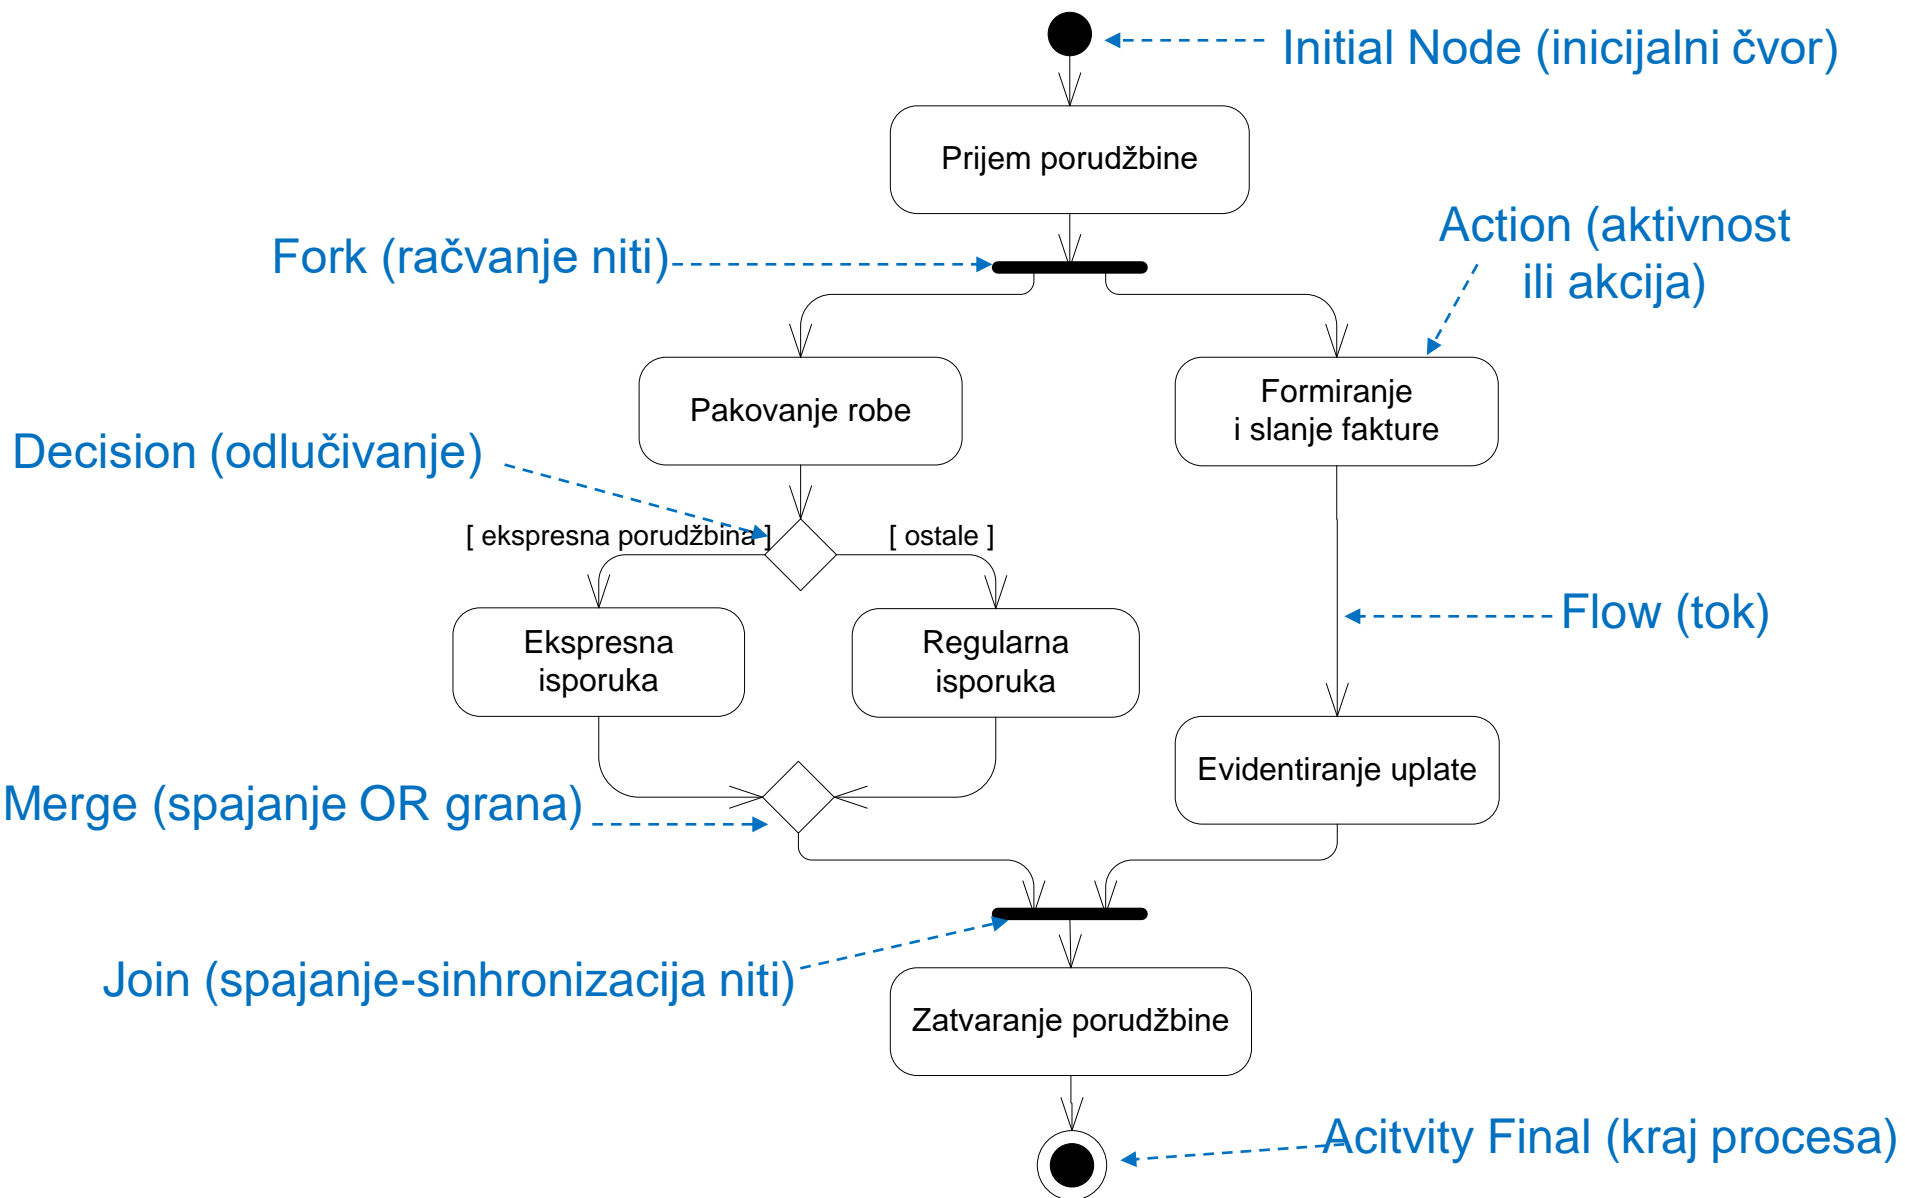 Initial Node (inicijalni čvor)
Prijem porudžbine
Fork (račvanje niti)
Action (aktivnost
ili akcija)
Pakovanje robe
Formiranje
i slanje fakture
Decision (odlučivanje)
[ ekspresna porudžbina ]
[ ostale ]
Ekspresna
isporuka
Regularna
isporuka
Flow (tok)
Evidentiranje uplate
Merge (spajanje OR grana)
Join (spajanje-sinhronizacija niti)
Zatvaranje porudžbine
Acitvity Final (kraj procesa)